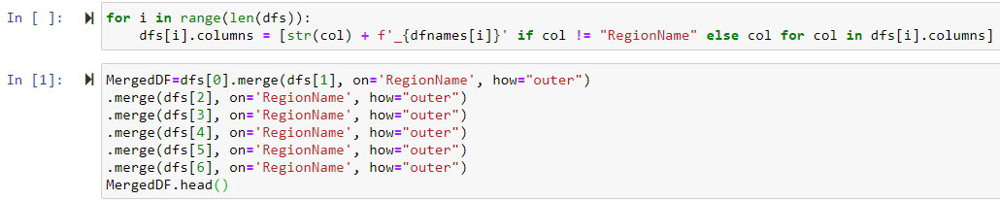 In [ ]: for i in range(len(dfs)):
dfs[i].columns = [str(col) + f'_{dfnames[i]}' if col != "RegionName" else col for col in dfs[i].columns]
In [1]: MergedDF=dfs[0].merge(dfs[1], on='RegionName', how="outer")
.merge(dfs[2], on='RegionName', how="outer")
.merge(dfs[3], on='RegionName', how="outer")
.merge(dfs[4], on='RegionName', how="outer")
.merge(dfs[5], on='RegionName', how="outer")
.merge(dfs[6], on='RegionName', how="outer")
MergedDF.head()